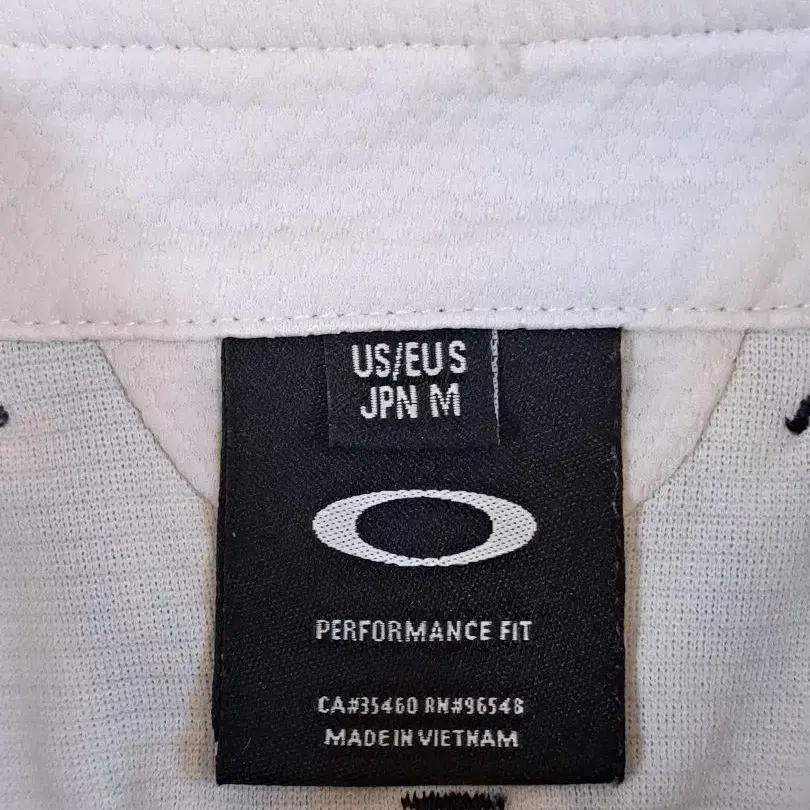 US/EU S
JPN M
PERFORMANCE FIT
CA#35460 RN#96548
MADE IN VIETNAM